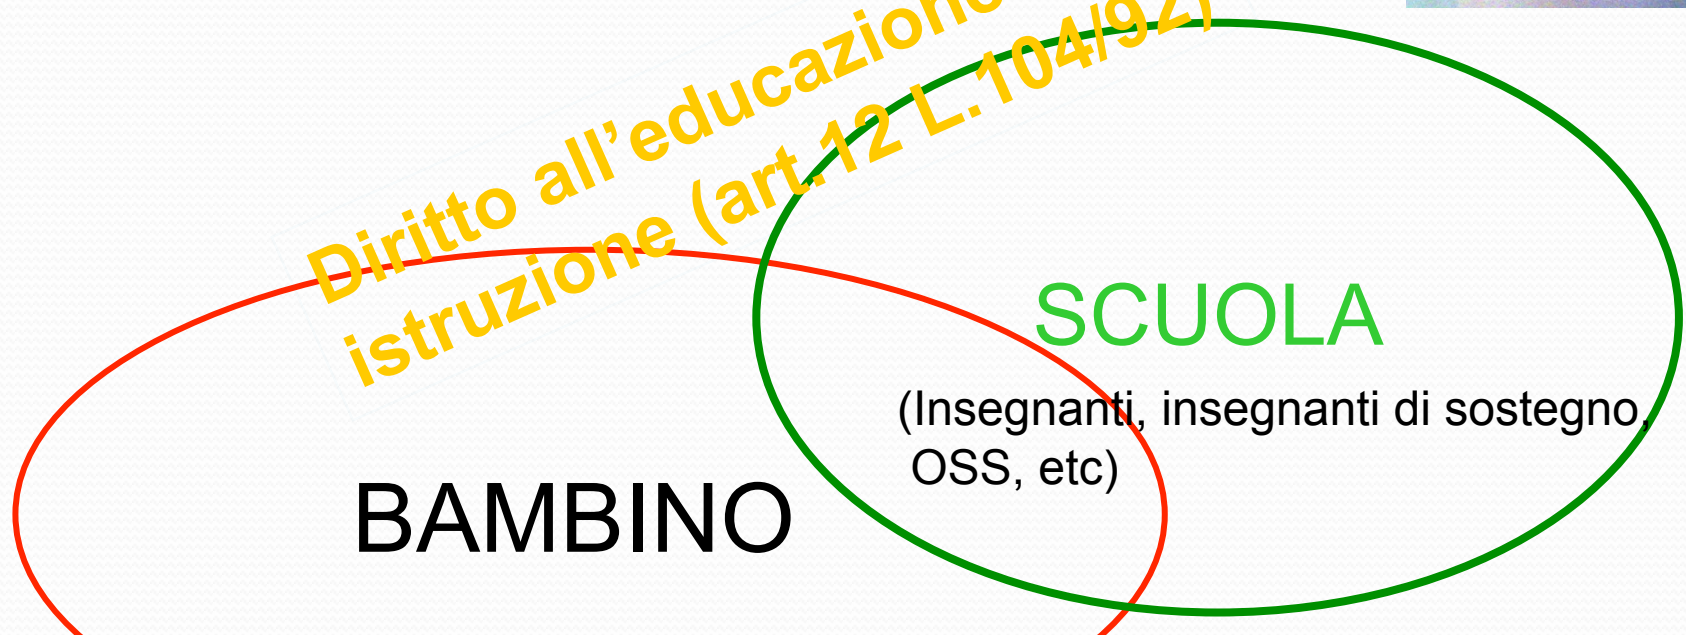 Diritto all’educazione
istruzione (art.12 L.104/92)
SCUOLA
(Insegnanti, insegnanti di sostegno,
OSS, etc)
BAMBINO